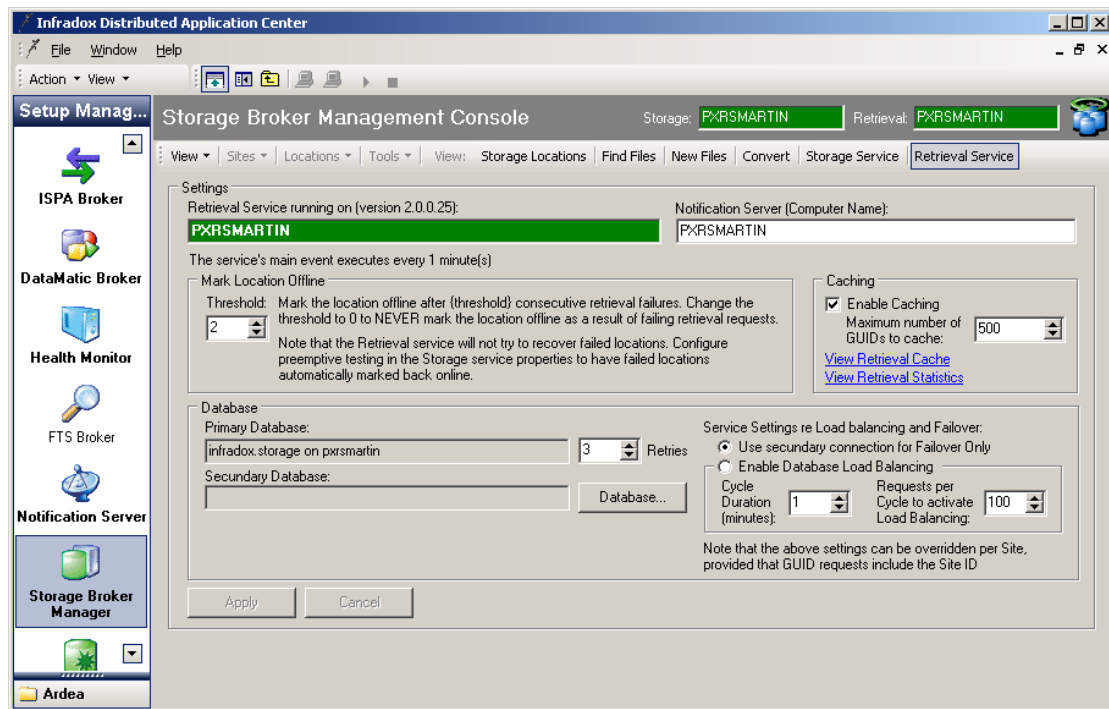 Infradox Distributed Application Center
File Window Help
Action View
Setup Manag...
Storage Broker Management Console Storage: PXRSMARTIN Retrieval: PXRSMARTIN
View Sites Locations Tools View: Storage Locations Find Files New Files Convert Storage Service Retrieval Service
ISPA Broker
DataMatic Broker
Health Monitor
FTS Broker
Notification Server
Storage Broker
Manager
Ardea
Settings
Retrieval Service running on (version 2.0.0.25):
PXRSMARTIN
Notification Server (Computer Name):
PXRSMARTIN
The service's main event executes every 1 minute(s)
Mark Location Offline
Threshold:
2
Mark the location offline after {threshold} consecutive retrieval failures. Change the
threshold to 0 to NEVER mark the location offline as a result of failing retrieval requests.
Note that the Retrieval service will not try to recover failed locations. Configure
preemptive testing in the Storage service properties to have failed locations
automatically marked back online.
Caching
Enable Caching
Maximum number of
GUIDs to cache:
500
View Retrieval Cache
View Retrieval Statistics
Database
Primary Database:
infradox.storage on pxrsmartin
3 Retries
Secundary Database:
Database...
Service Settings re Load balancing and Failover:
Use secundary connection for Failover Only
Enable Database Load Balancing
Cycle
Duration
(minutes):
1
Requests per
Cycle to activate
Load Balancing:
100
Note that the above settings can be overridden per Site,
provided that GUID requests include the Site ID
Apply Cancel